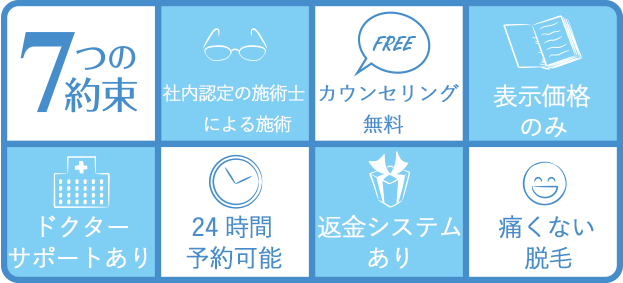 7つの
約束
社内認定の施術士
による施術
FREE
カウンセリング
無料
表示価格
のみ
ドクター
サポートあり
24 時間
予約可能
返金システム
あり
痛くない
脱毛